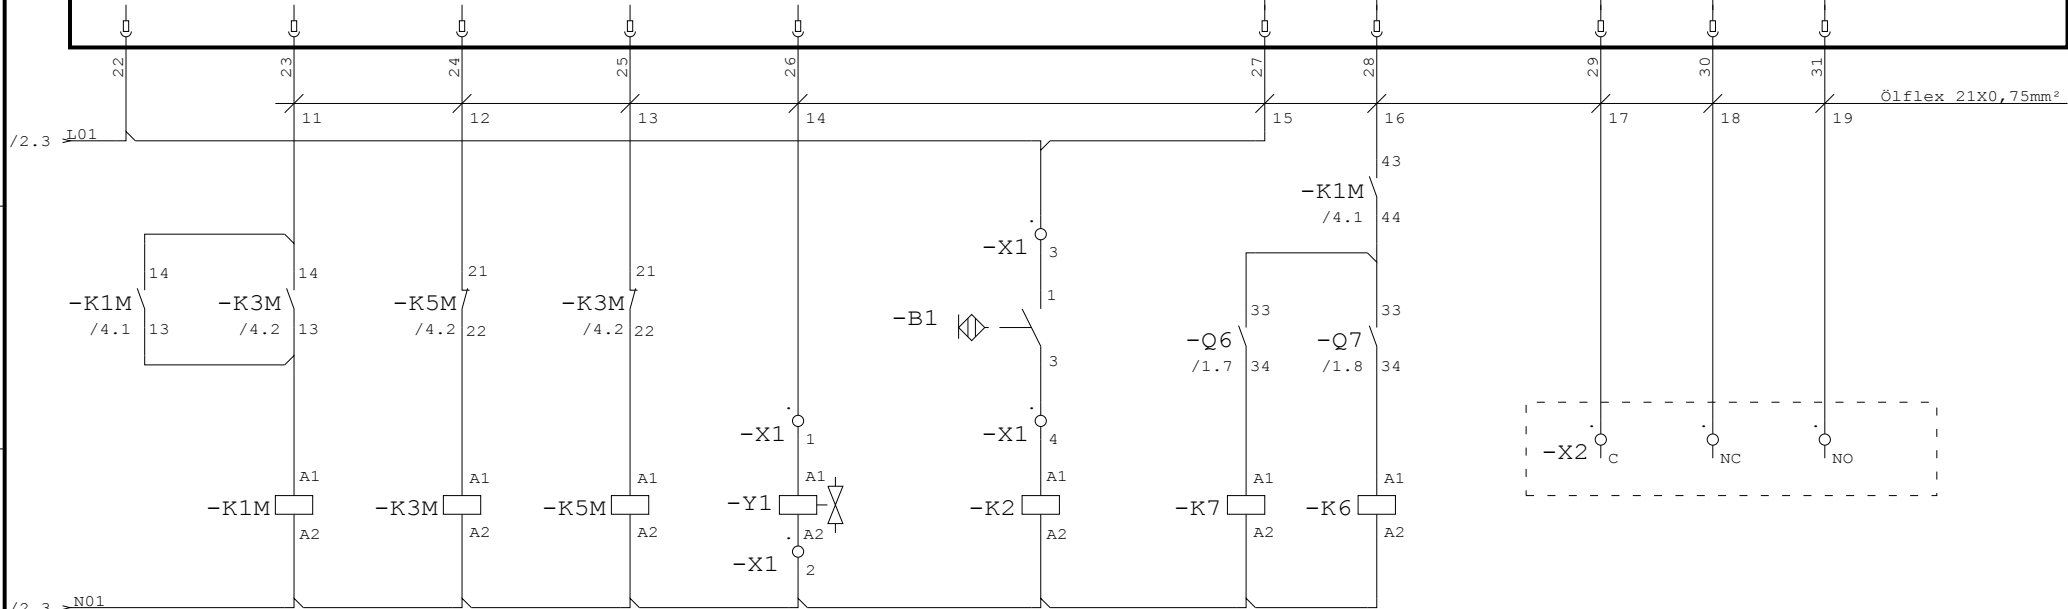 22 23 24 25 26 27 28 29 30 31
Ölflex 21X0,75mm²
11 12 13 14 15 16 17 18 19
/2.3 L01
43
-K1M
/4.1 44
-X1 3
14 14 21 21 1
-K1M -K3M -K5M -K3M -B1
/4.1 13 /4.2 13 /4.2 22 /4.2 22
33 33
-Q6 -Q7
3
/1.7 34 /1.8 34
-X1 1 -X1 4
-X2 C NC NO
A1 A1 A1 A1 A1 A1 A1
-K1M -K3M -K5M -Y1 -K2 -K7 -K6
A2 A2 A2 A2 A2 A2 A2
-X1 2
/2.3 N01